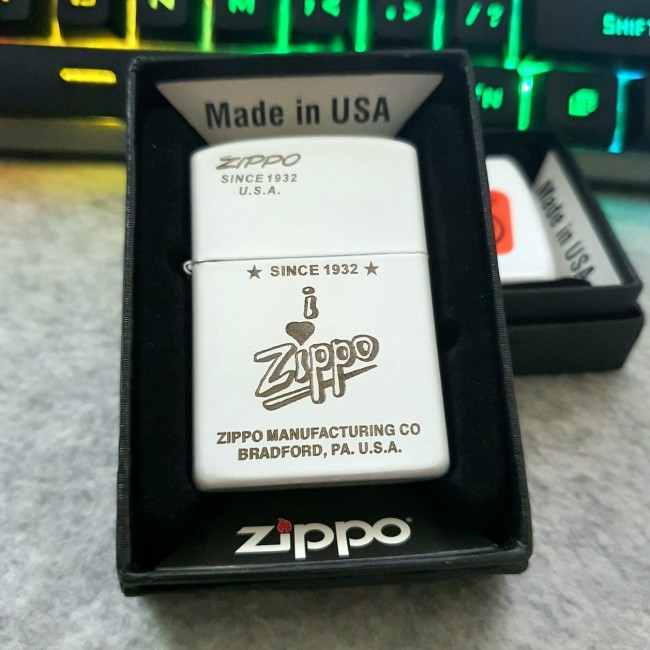 Made in USA
ZIPPO
SINCE 1932
U.S.A.
★ SINCE 1932 ★
i
♥
Zippo
ZIPPO MANUFACTURING CO
BRADFORD, PA. U.S.A.
zippo
Made in USA
SHIFT